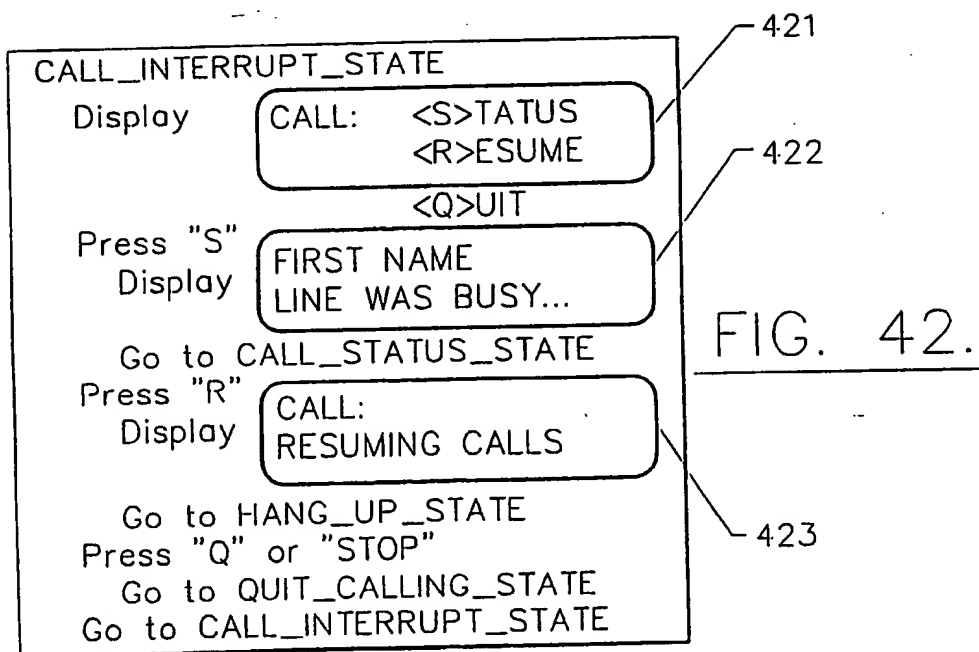 421
CALL_INTERRUPT_STATE
Display
CALL: <S>TATUS
<R>ESUME
422
<Q>UIT
Press "S"
Display
FIRST NAME
LINE WAS BUSY...
FIG. 42.
Go to CALL_STATUS_STATE
Press "R"
Display
CALL:
RESUMING CALLS
423
Go to HANG_UP_STATE
Press "Q" or "STOP"
Go to QUIT_CALLING_STATE
Go to CALL_INTERRUPT_STATE